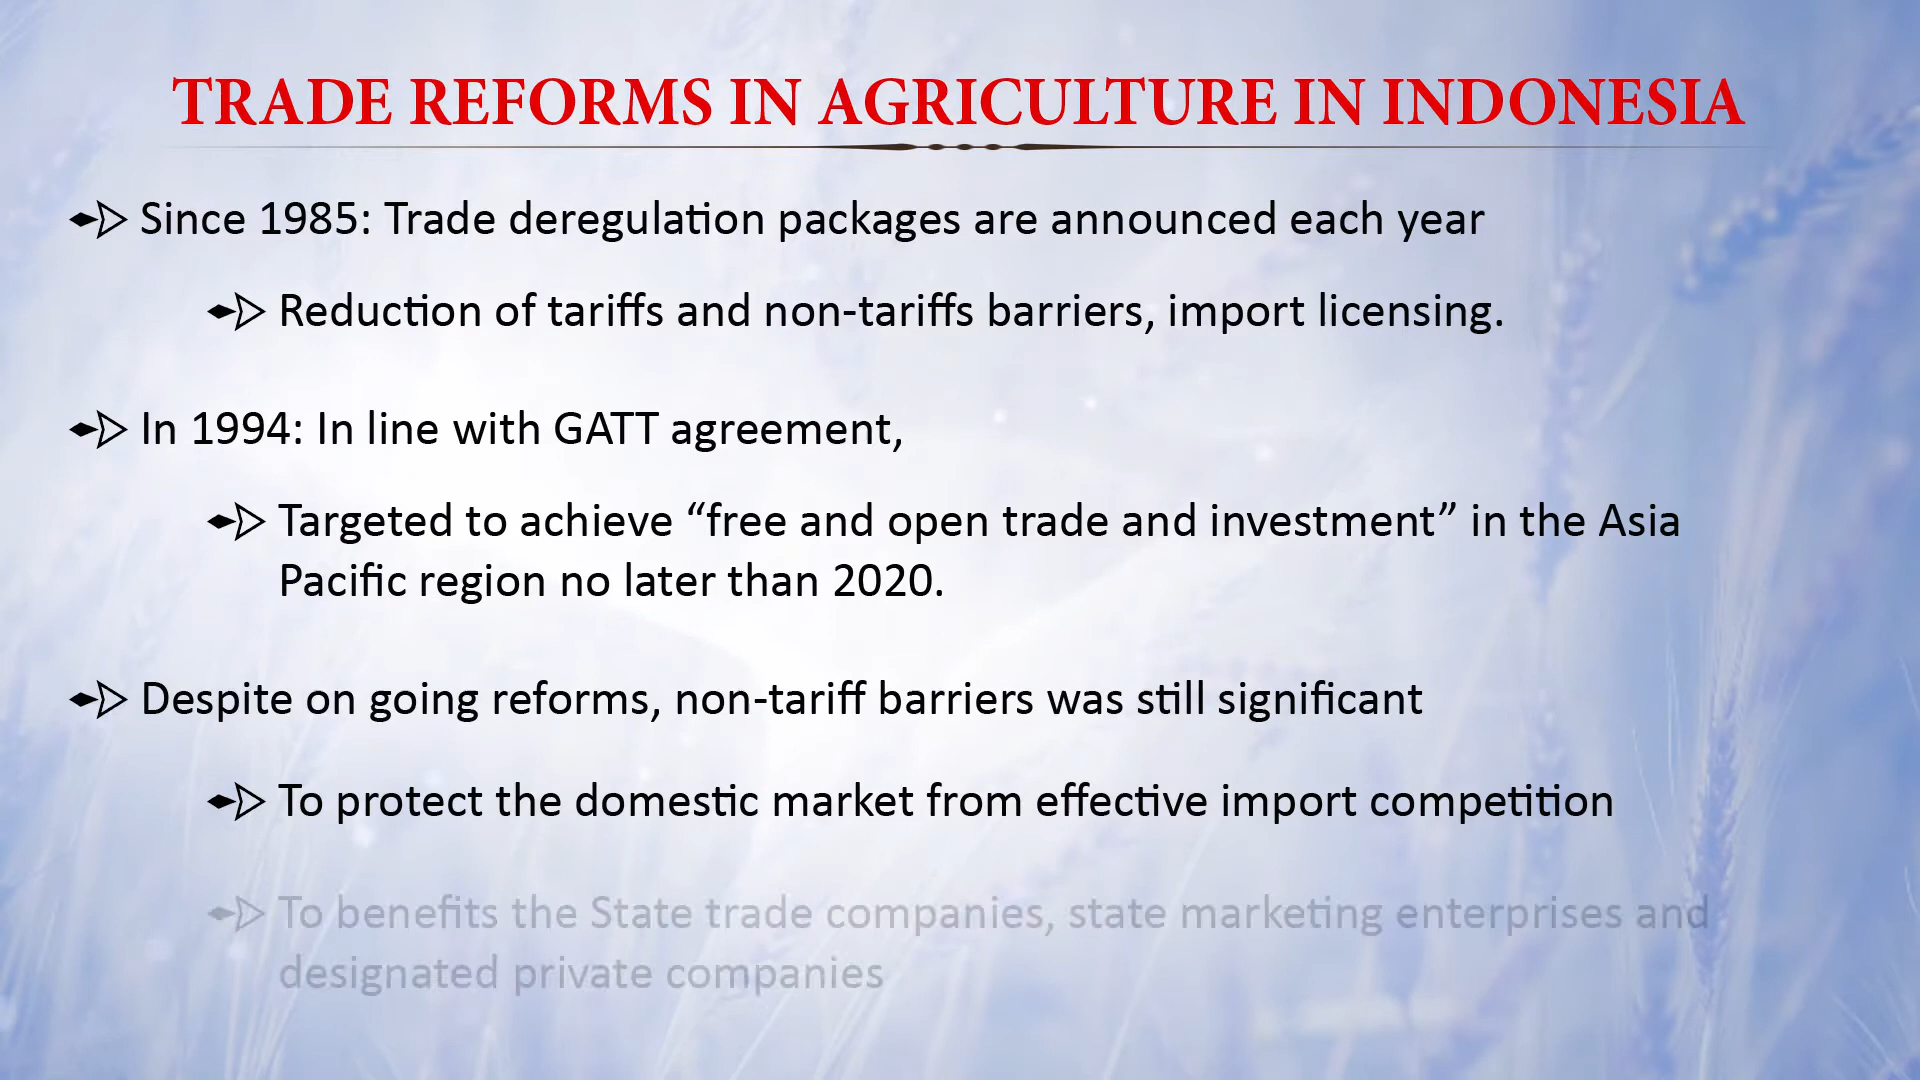 TRADE REFORMS IN AGRICULTURE IN INDONESIA
Since 1985: Trade deregulation packages are announced each year
Reduction of tariffs and non-tariffs barriers, import licensing.
In 1994: In line with GATT agreement,
Targeted to achieve “free and open trade and investment” in the Asia
Pacific region no later than 2020.
Despite on going reforms, non-tariff barriers was still significant
To protect the domestic market from effective import competition
To benefits the State trade companies, state marketing enterprises and
designated private companies